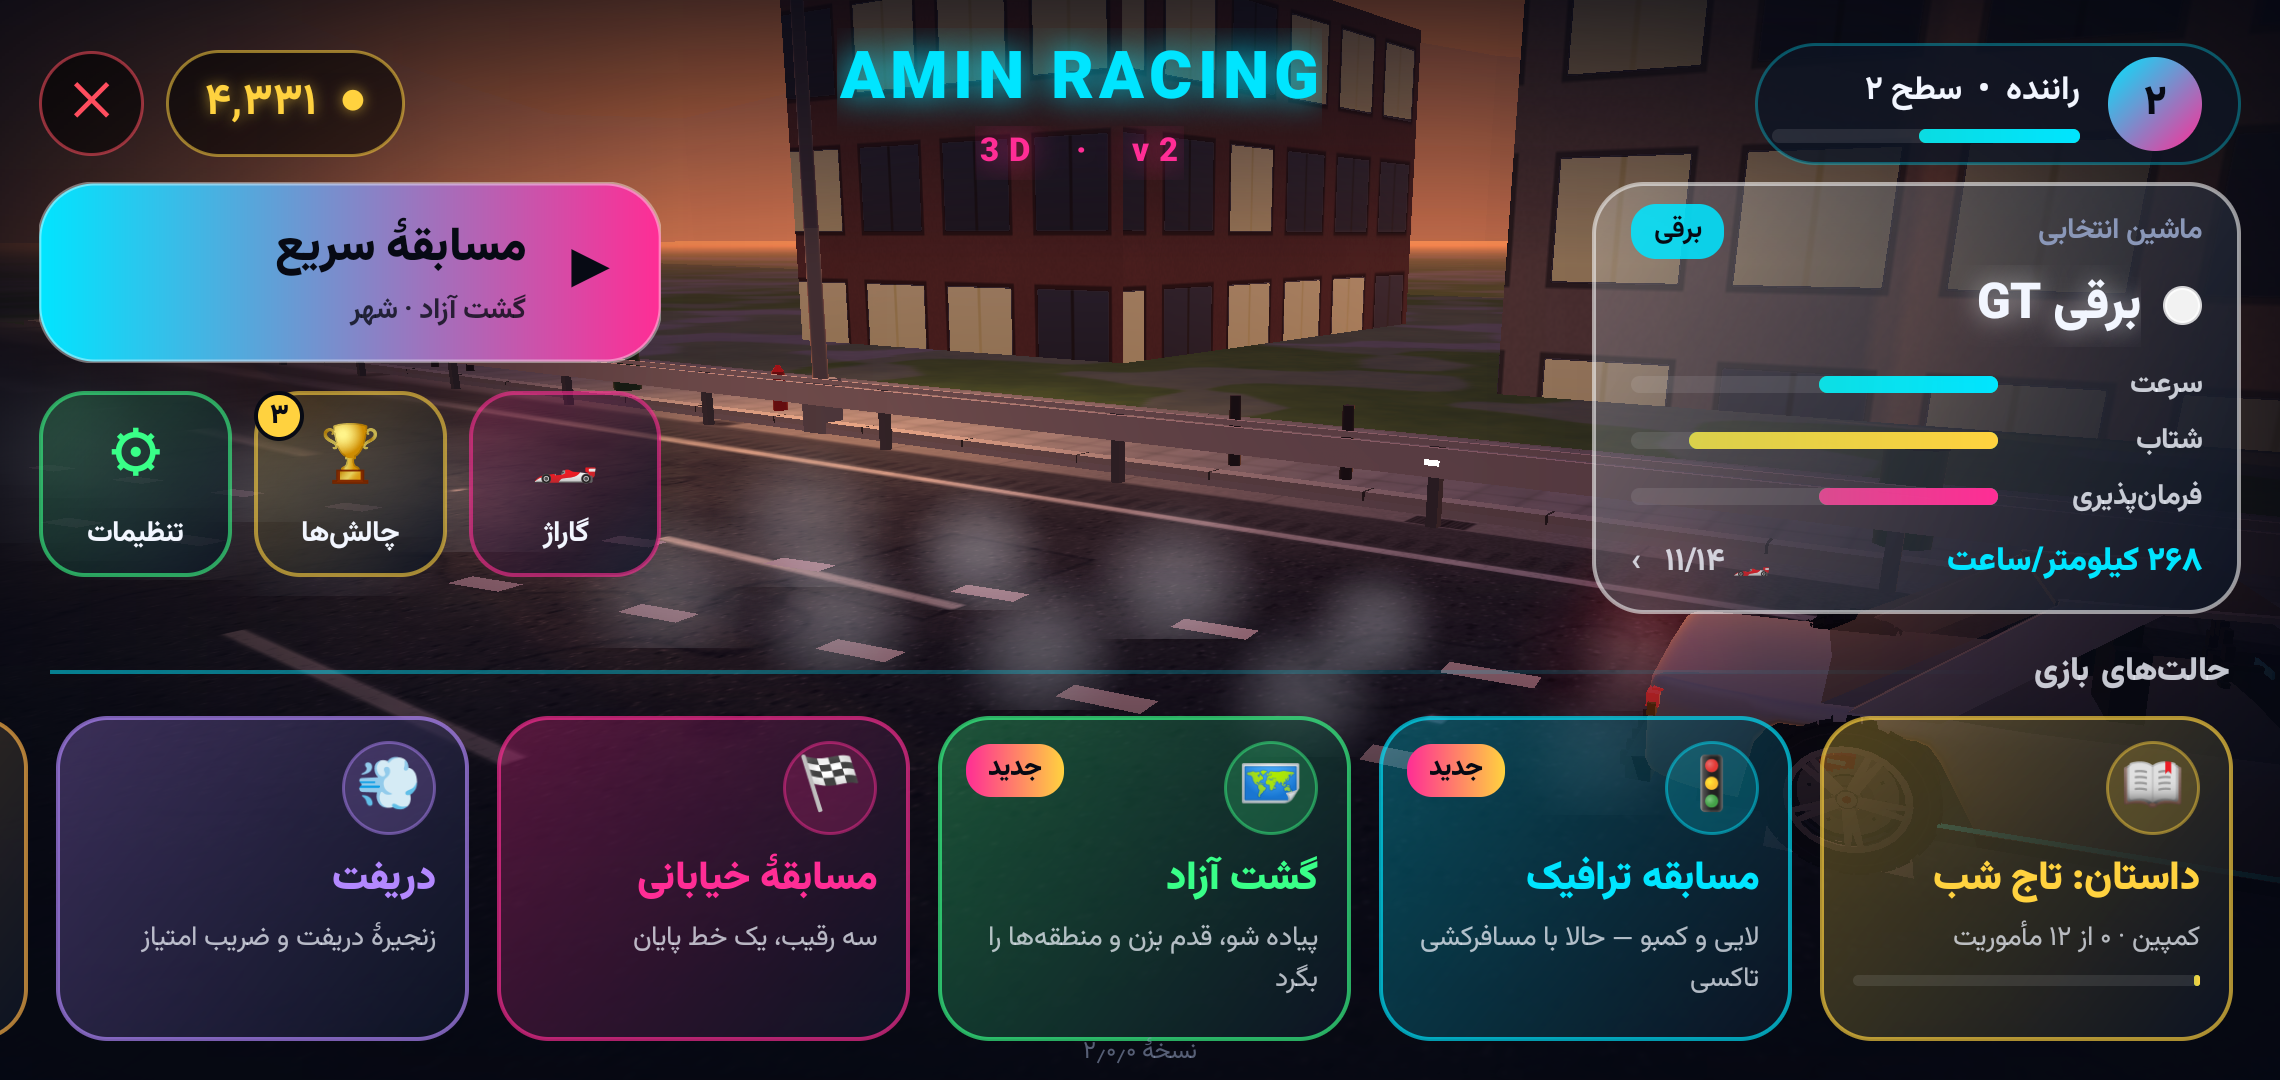 ۴,۳۳۱
AMIN RACING
3D · v2
راننده • سطح ۲
۲
مسابقهٔ سریع
گشت آزاد · شهر
گاراژ
۳
چالش‌ها
تنظیمات
ماشین انتخابی
برقی
برقی GT
سرعت
شتاب
فرمان‌پذیری
۲۶۸ کیلومتر/ساعت
۱۱/۱۴ ›
حالت‌های بازی
داستان: تاج شب
کمپین · ۰ از ۱۲ مأموریت
جدید
مسابقه ترافیک
لایی و کمبو — حالا با مسافرکشی
تاکسی
جدید
گشت آزاد
پیاده شو، قدم بزن و منطقه‌ها را
بگرد
مسابقهٔ خیابانی
سه رقیب، یک خط پایان
دریفت
زنجیرهٔ دریفت و ضریب امتیاز
نسخهٔ ۲٫۰٫۰